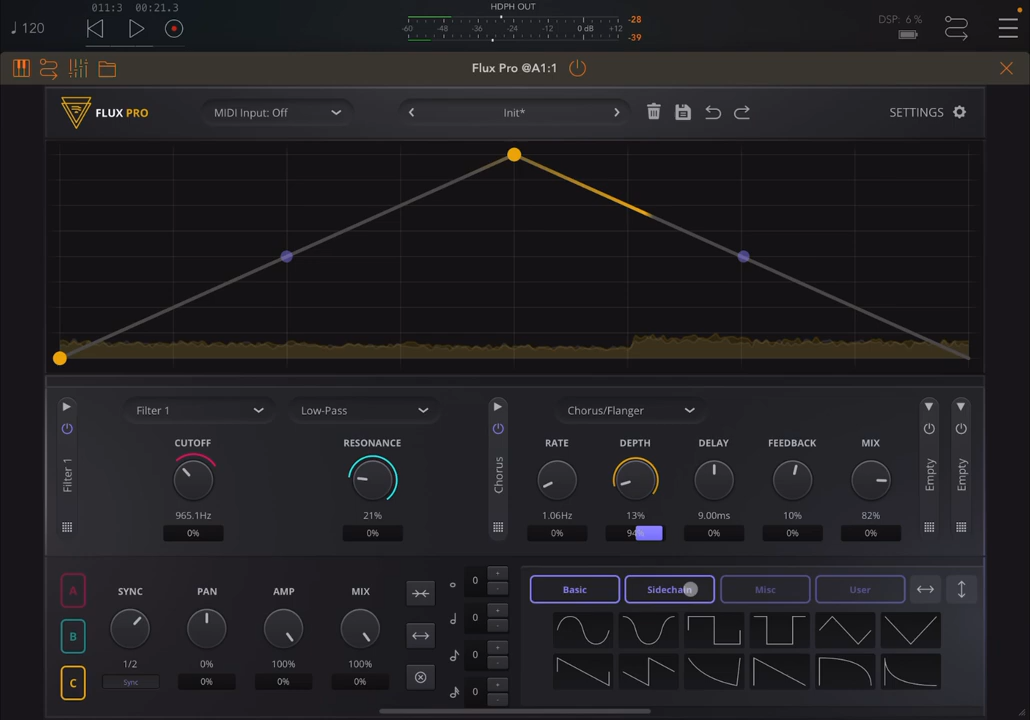 011:3 00:21.3
HDPH OUT
♩ 120
-60 -48 -36 -24 -12 0 dB +12
-28
-39
DSP: 6 %
Flux Pro @A1:1
FLUX PRO
MIDI Input: Off
Init*
SETTINGS
Filter 1
Low-Pass
Chorus/Flanger
CUTOFF RESONANCE RATE DEPTH DELAY FEEDBACK MIX
Filter 1
Chorus
Empty
Empty
965.1Hz 21% 1.06Hz 13% 9.00ms 10% 82%
0% 0% 0% 94% 0% 0% 0%
A
B
C
SYNC PAN AMP MIX
1/2 0% 100% 100%
Sync 0% 0% 0%
0 + -
0 + -
0 + -
0 + -
Basic Sidechain Misc User